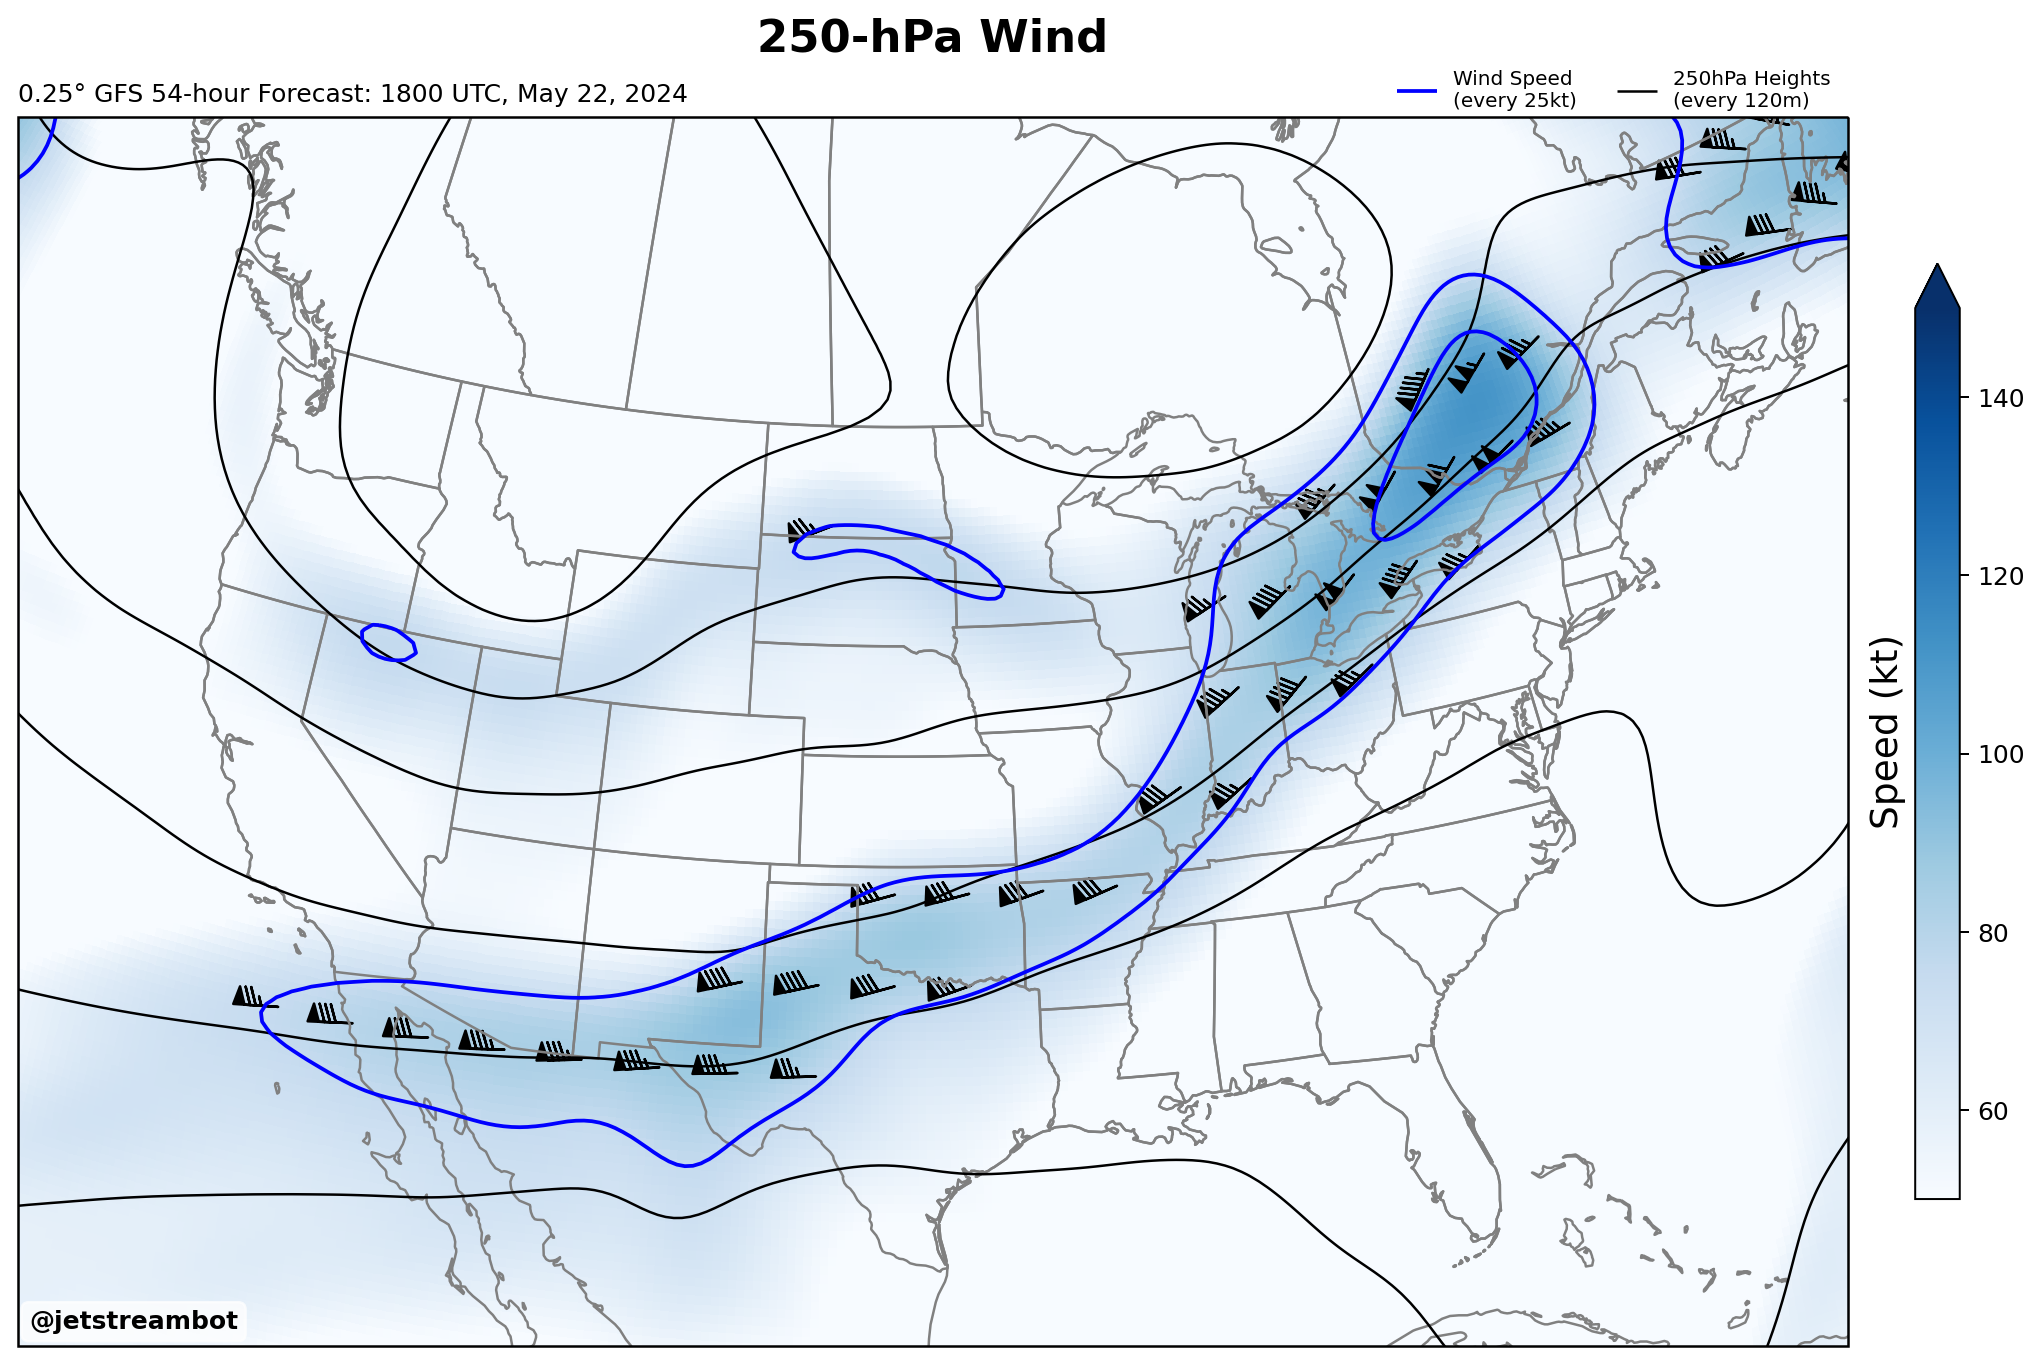 250-hPa Wind
0.25° GFS 54-hour Forecast: 1800 UTC, May 22, 2024
Wind Speed
(every 25kt)
250hPa Heights
(every 120m)
140
120
100
80
60
Speed (kt)
@jetstreambot